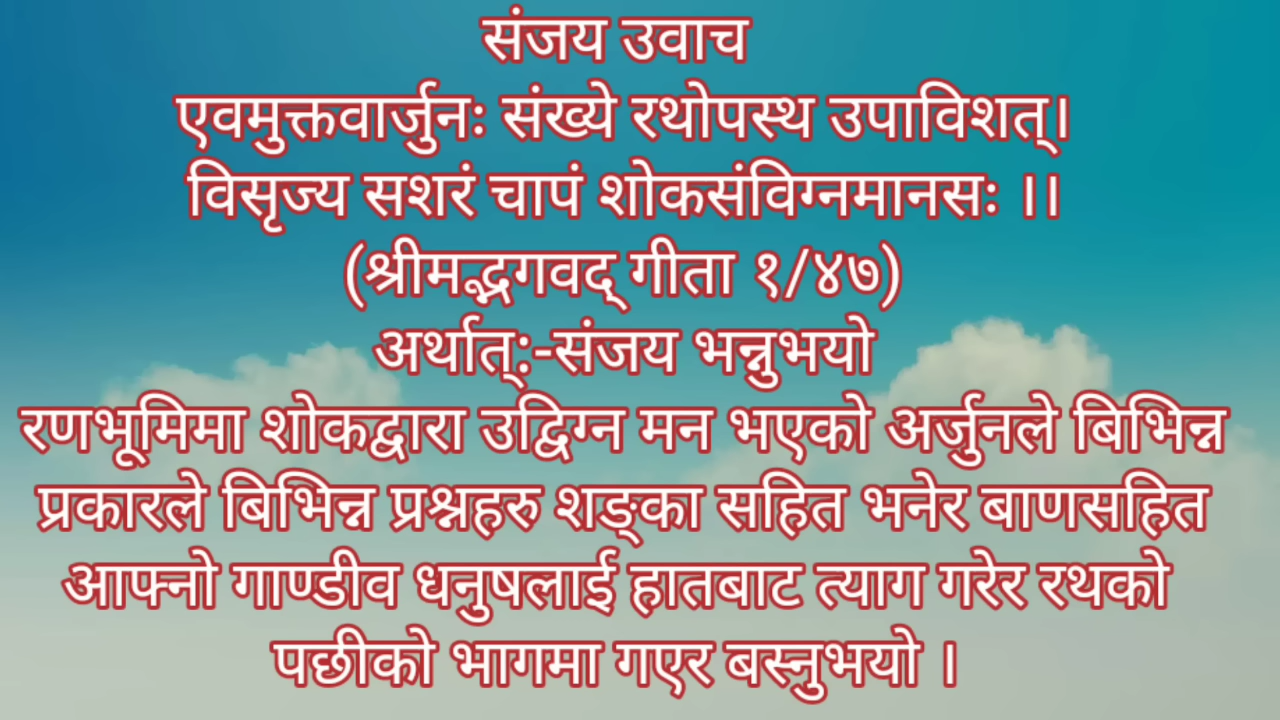 संजय उवाच
एवमुक्तवार्जुनः संख्ये रथोपस्थ उपाविशत्।
विसृज्य सशरं चापं शोकसंविग्नमानसः ।।
(श्रीमद्भगवद् गीता १/४७)
अर्थात्:-संजय भन्नुभयो
रणभूमिमा शोकद्वारा उद्विग्न मन भएको अर्जुनले बिभिन्न
प्रकारले बिभिन्न प्रश्नहरु शङ्का सहित भनेर बाणसहित
आफ्नो गाण्डीव धनुषलाई हातबाट त्याग गरेर रथको
पछीको भागमा गएर बस्नुभयो ।